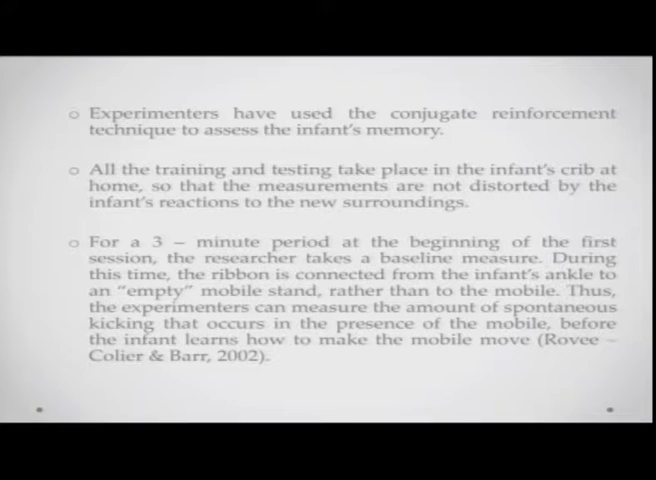 Experimenters have used the conjugate reinforcement
technique to assess the infant's memory.
All the training and testing take place in the infant's crib at
home, so that the measurements are not distorted by the
infant's reactions to the new surroundings.
For a 3 – minute period at the beginning of the first
session, the researcher takes a baseline measure. During
this time, the ribbon is connected from the infant's ankle to
an "empty" mobile stand, rather than to the mobile. Thus,
the experimenters can measure the amount of spontaneous
kicking that occurs in the presence of the mobile, before
the infant learns how to make the mobile move (Rovee –
Colier & Barr, 2002).